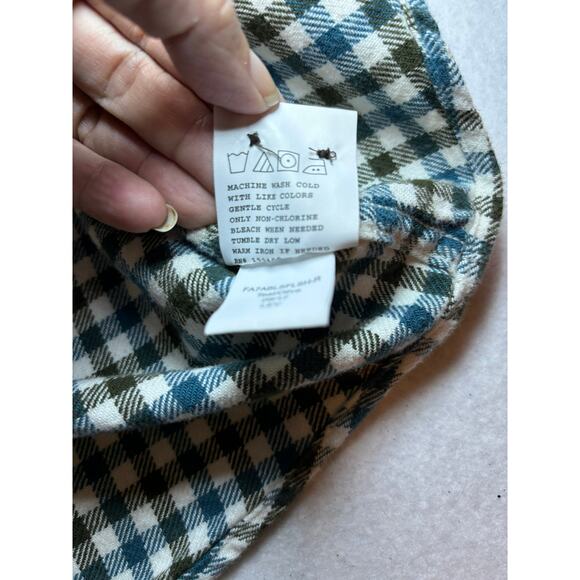 MACHINE WASH COLD
WITH LIKE COLORS
GENTLE CYCLE
ONLY NON-CHLORINE
BLEACH WHEN NEEDED
TUMBLE DRY LOW
WARM IRON IF NEEDED
RN#